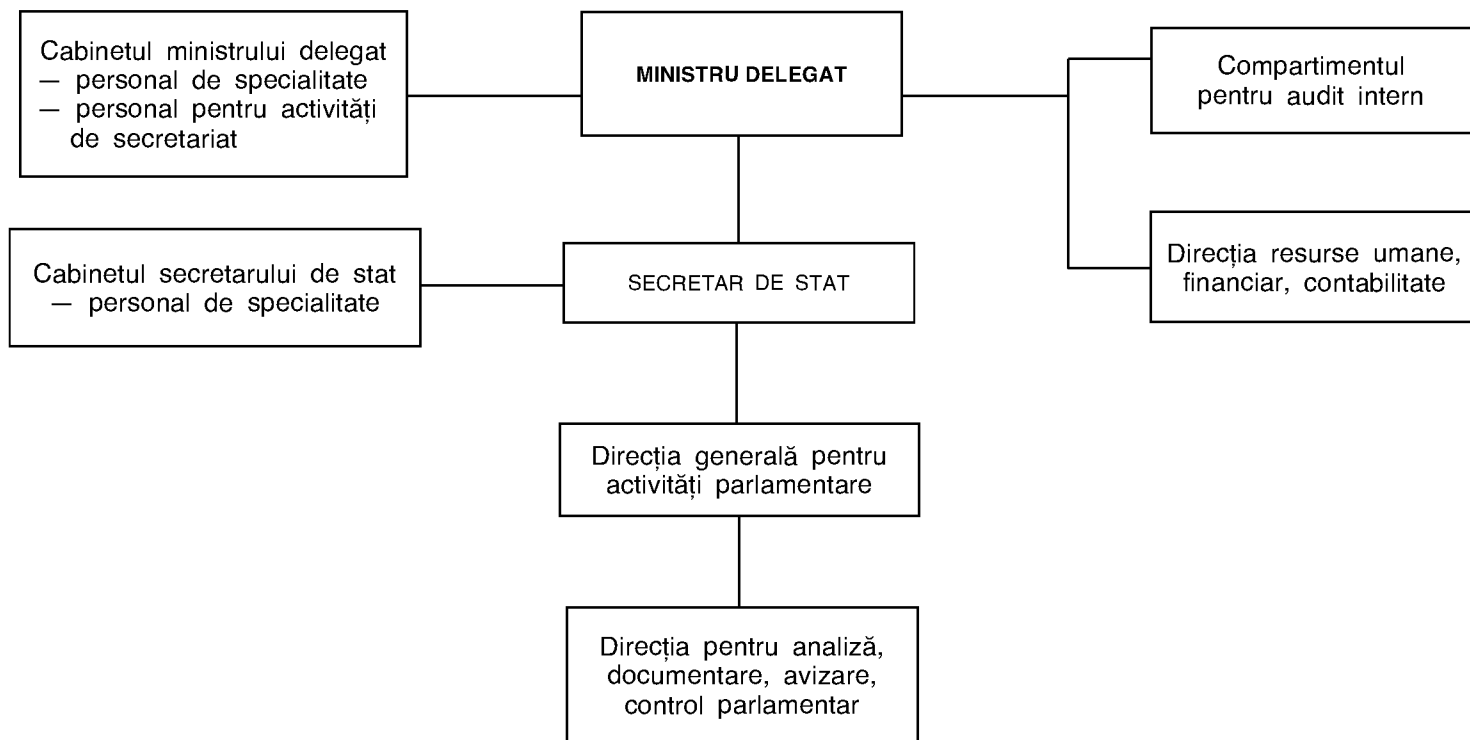 Cabinetul ministrului delegat
— personal de specialitate
— personal pentru activități
de secretariat
MINISTRU DELEGAT
Compartimentul
pentru audit intern
Cabinetul secretarului de stat
— personal de specialitate
SECRETAR DE STAT
Direcția resurse umane,
financiar, contabilitate
Direcția generală pentru
activități parlamentare
Direcția pentru analiză,
documentare, avizare,
control parlamentar